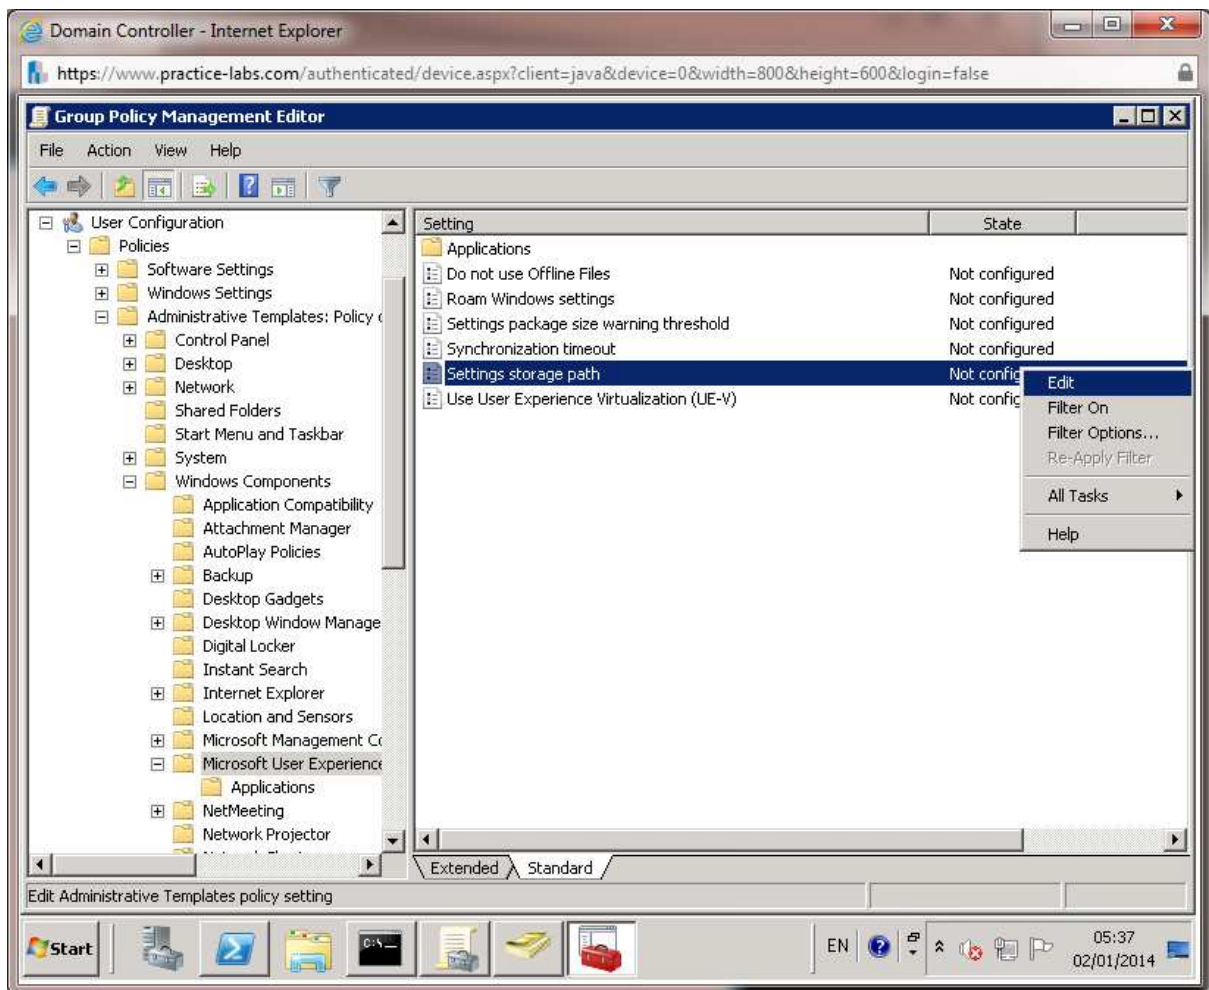 Domain Controller - Internet Explorer
https://www.practice-labs.com/authenticated/device.aspx?client=java&device=0&width=800&height=600&login=false
Group Policy Management Editor
File Action View Help
User Configuration
Policies
Software Settings
Windows Settings
Administrative Templates: Policy
Control Panel
Desktop
Network
Shared Folders
Start Menu and Taskbar
System
Windows Components
Application Compatibility
Attachment Manager
AutoPlay Policies
Backup
Desktop Gadgets
Desktop Window Manage
Digital Locker
Instant Search
Internet Explorer
Location and Sensors
Microsoft Management
Microsoft User Experience
Applications
NetMeeting
Network Projector
Setting State
Applications
Do not use Offline Files Not configured
Roam Windows settings Not configured
Settings package size warning threshold Not configured
Synchronization timeout Not configured
Settings storage path Not config
Use User Experience Virtualization (UE-V) Not config
Edit
Filter On
Filter Options...
Re-Apply Filter
All Tasks
Help
Extended Standard
Edit Administrative Templates policy setting
Start
C:\
EN
05:37
02/01/2014